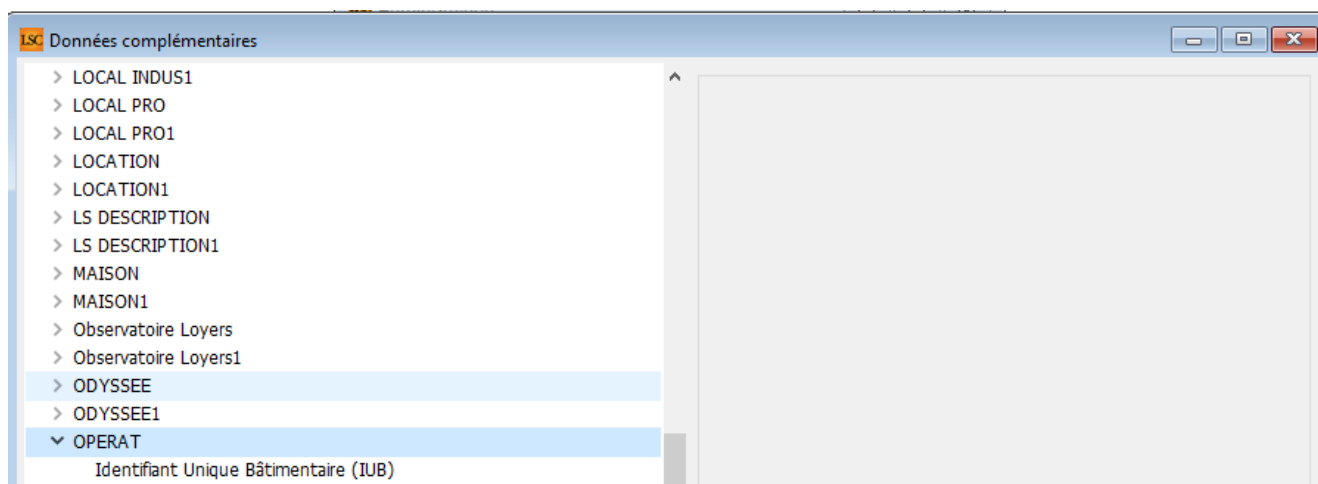 LSC Données complémentaires
LOCAL INDUS1
LOCAL PRO
LOCAL PRO1
LOCATION
LOCATION1
LS DESCRIPTION
LS DESCRIPTION1
MAISON
MAISON1
Observatoire Loyers
Observatoire Loyers1
ODYSSEE
ODYSSEE1
OPERAT
Identifiant Unique Bâtimentaire (IUB)